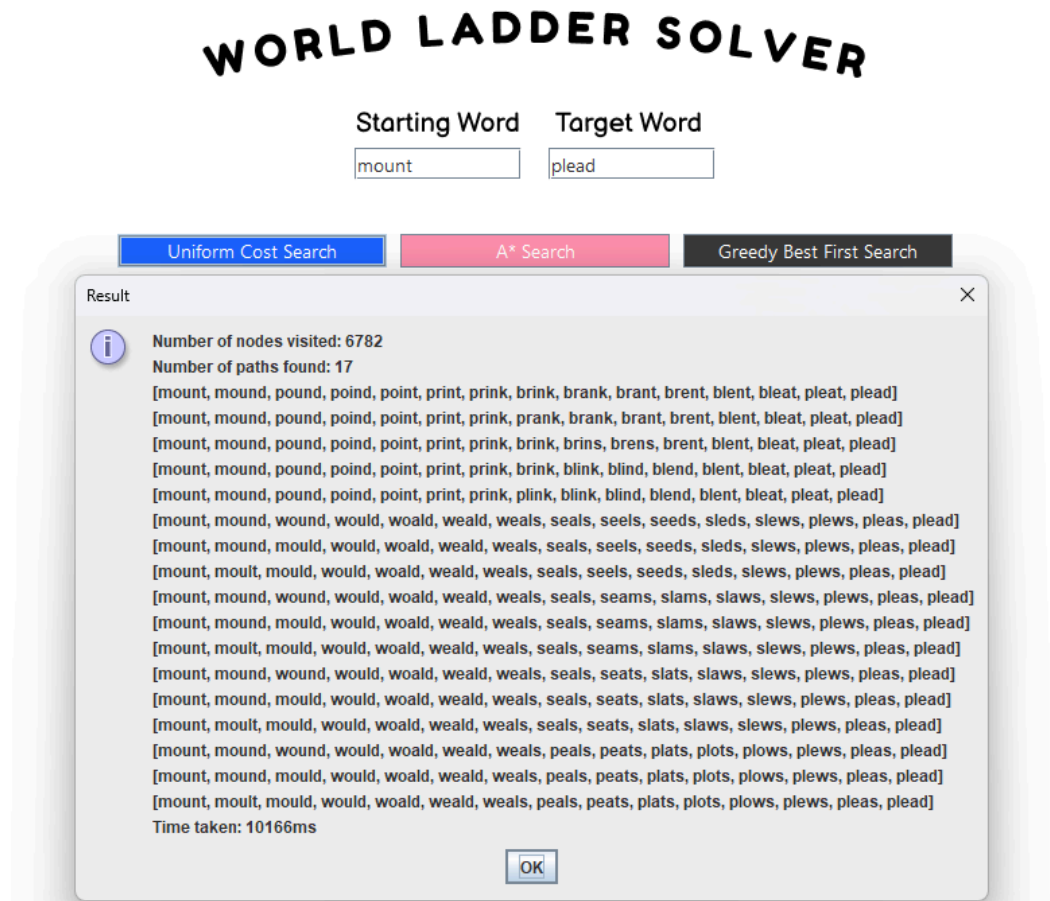 WORLD LADDER SOLVER
Starting Word Target Word
mount plead
Uniform Cost Search A* Search Greedy Best First Search
Result
Number of nodes visited: 6782
Number of paths found: 17
[mount, mound, pound, poind, point, print, prink, brink, brank, brant, brent, blent, bleat, pleat, plead]
[mount, mound, pound, poind, point, print, prink, prank, brank, brant, brent, blent, bleat, pleat, plead]
[mount, mound, pound, poind, point, print, prink, brink, brins, brens, brent, blent, bleat, pleat, plead]
[mount, mound, pound, poind, point, print, prink, brink, blink, blind, blend, blent, bleat, pleat, plead]
[mount, mound, pound, poind, point, print, prink, plink, blink, blind, blend, blent, bleat, pleat, plead]
[mount, mound, wound, would, woald, weald, weals, seals, seels, seeds, sleds, slews, plews, pleas, plead]
[mount, mound, mould, would, woald, weald, weals, seals, seels, seeds, sleds, slews, plews, pleas, plead]
[mount, moult, mould, would, woald, weald, weals, seals, seels, seeds, sleds, slews, plews, pleas, plead]
[mount, mound, wound, would, woald, weald, weals, seals, seams, slams, slaws, slews, plews, pleas, plead]
[mount, mound, mould, would, woald, weald, weals, seals, seams, slams, slaws, slews, plews, pleas, plead]
[mount, moult, mould, would, woald, weald, weals, seals, seams, slams, slaws, slews, plews, pleas, plead]
[mount, mound, wound, would, woald, weald, weals, seals, seats, slats, slaws, slews, plews, pleas, plead]
[mount, mound, mould, would, woald, weald, weals, seals, seats, slats, slaws, slews, plews, pleas, plead]
[mount, moult, mould, would, woald, weald, weals, seals, seats, slats, slaws, slews, plews, pleas, plead]
[mount, mound, wound, would, woald, weald, weals, peals, peats, plats, plots, plows, plews, pleas, plead]
[mount, mound, mould, would, woald, weald, weals, peals, peats, plats, plots, plows, plews, pleas, plead]
[mount, moult, mould, would, woald, weald, weals, peals, peats, plats, plots, plows, plews, pleas, plead]
Time taken: 10166ms
OK